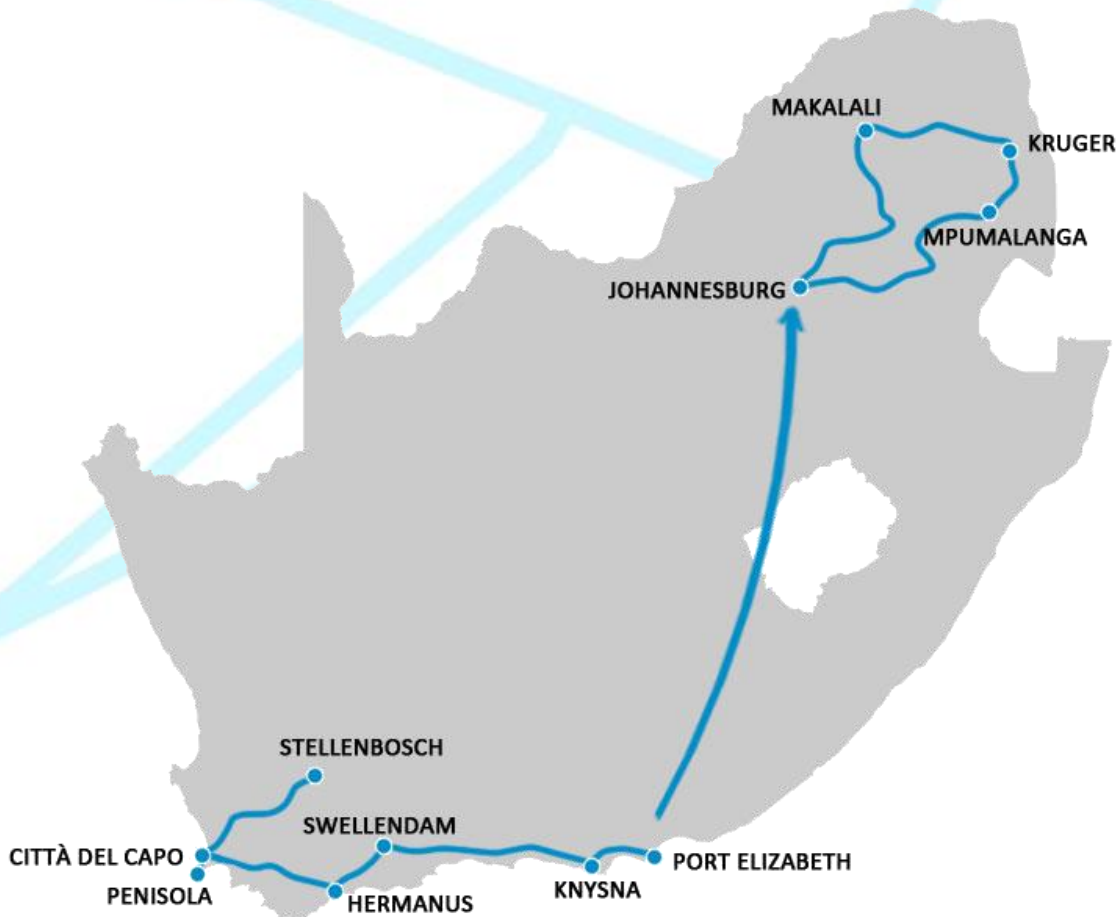 MAKALALI
KRUGER
MPUMALANGA
JOHANNESBURG
STELLENBOSCH
SWELLENDAM
CITTÀ DEL CAPO
PORT ELIZABETH
PENISOLA
KNYSNA
HERMANUS